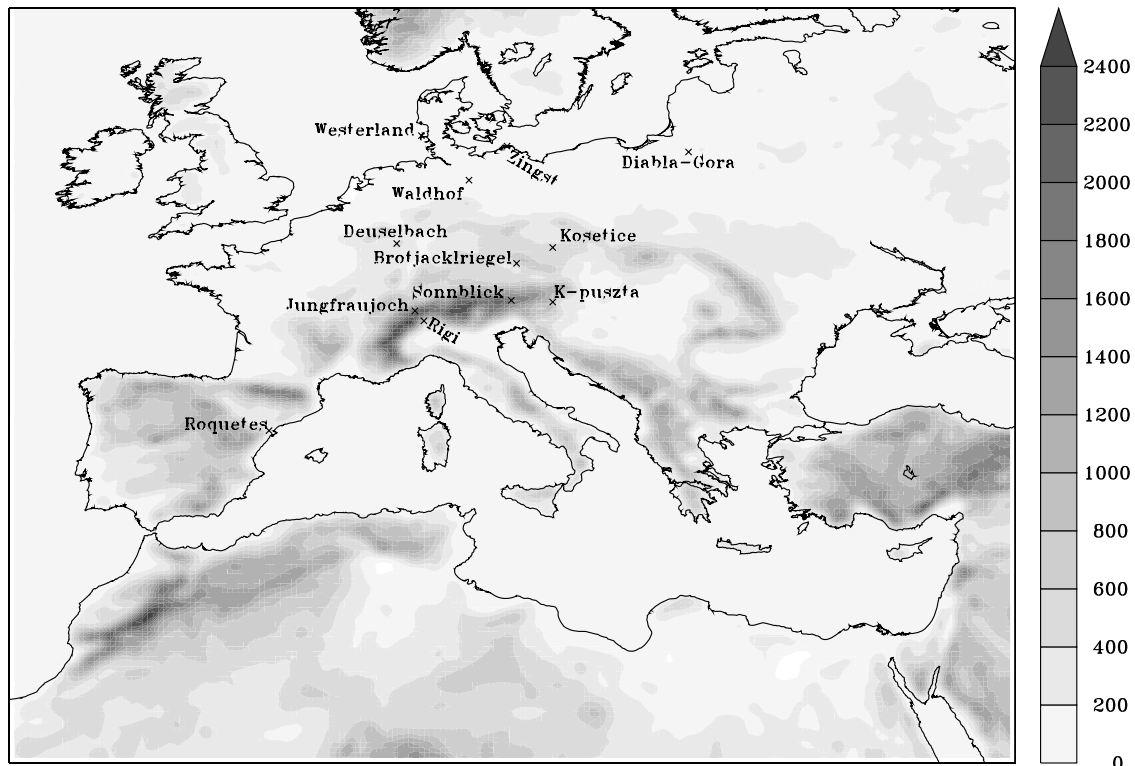 2400
2200
2000
1800
1600
1400
1200
1000
800
600
400
200
0
Westerland
Zingst
Diabla-Gora
Waldhof
Deuselbach
Kosetice
Brotjacklriegel
Sonnblick
K-puszta
Jungfraujoch
Rigi
Roquetes